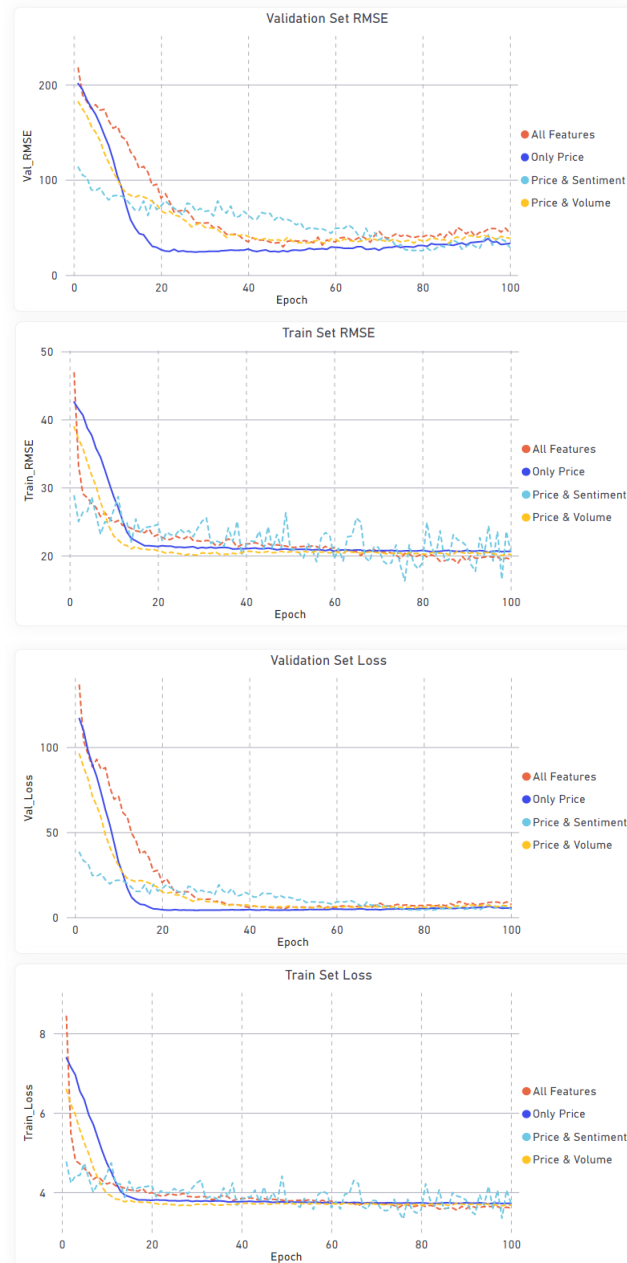 Validation Set RMSE
Val_RMSE
200
100
0
0 20 40 60 80 100
Epoch
All Features
Only Price
Price & Sentiment
Price & Volume
Train Set RMSE
Train_RMSE
50
40
30
20
0 20 40 60 80 100
Epoch
All Features
Only Price
Price & Sentiment
Price & Volume
Validation Set Loss
Val_Loss
100
50
0
0 20 40 60 80 100
Epoch
All Features
Only Price
Price & Sentiment
Price & Volume
Train Set Loss
Train_Loss
8
6
4
0 20 40 60 80 100
Epoch
All Features
Only Price
Price & Sentiment
Price & Volume